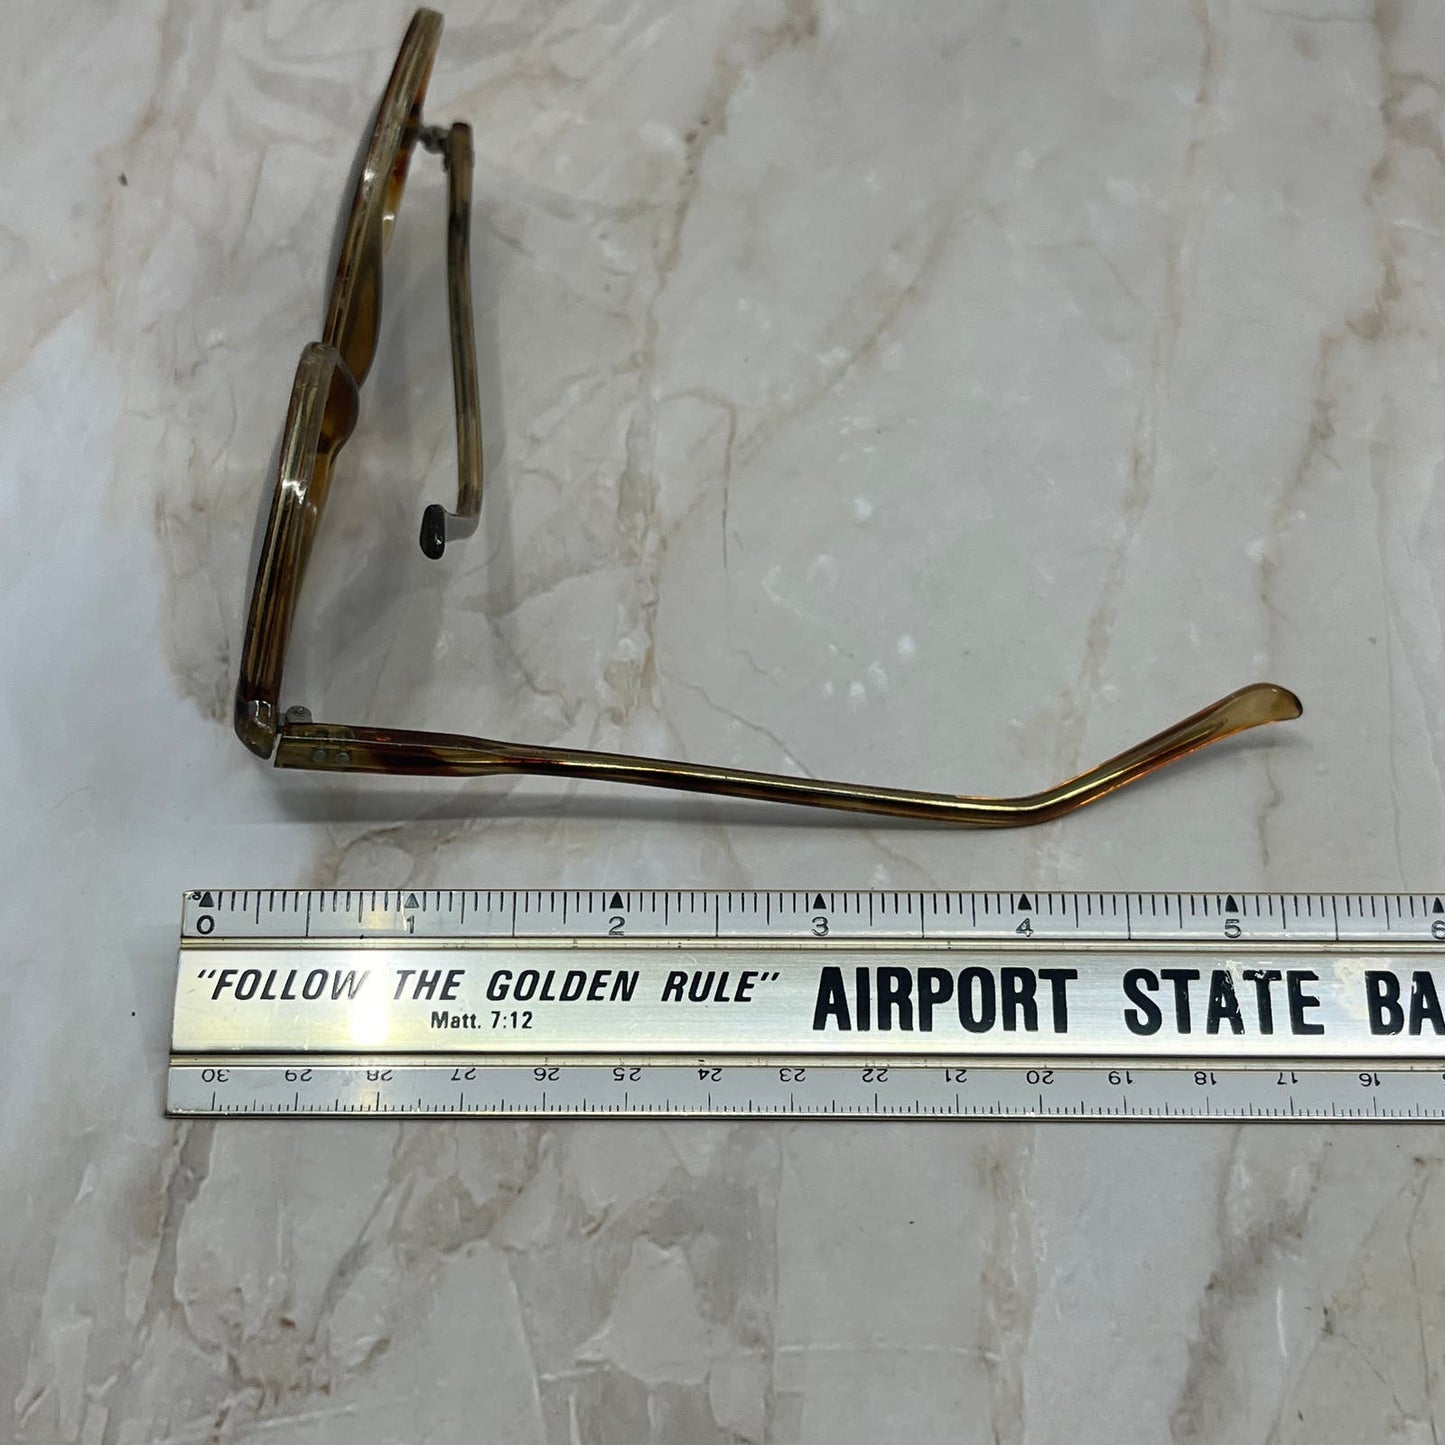 0 1 2 3 4 5 6
"FOLLOW THE GOLDEN RULE" AIRPORT STATE BA
Matt. 7:12
30 29 28 27 26 25 24 23 22 21 20 19 18 17 16